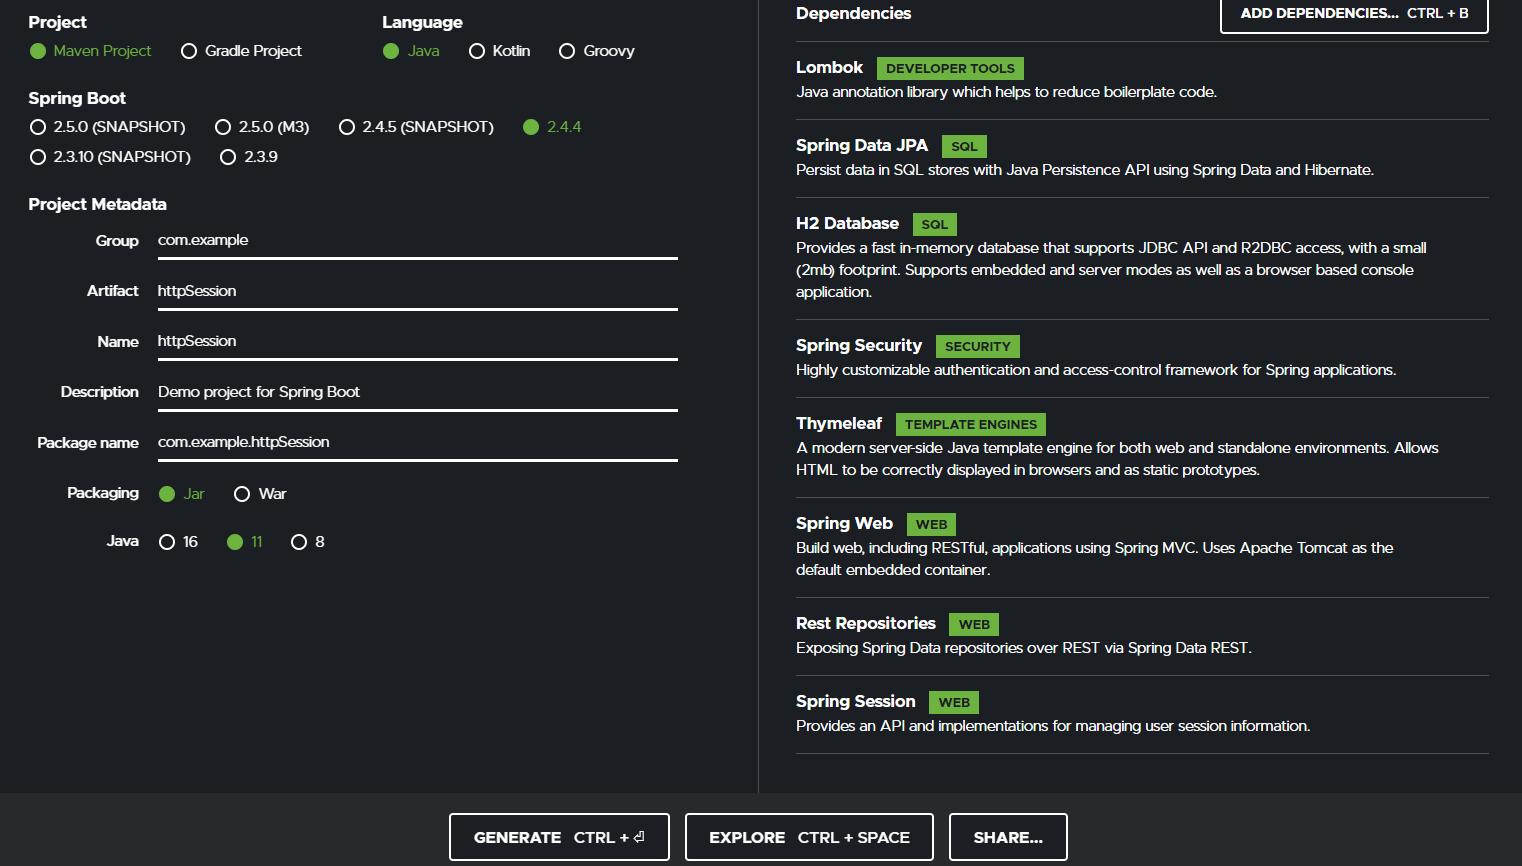 Project
Maven Project Gradle Project
Language
Java Kotlin Groovy
Spring Boot
2.5.0 (SNAPSHOT) 2.5.0 (M3) 2.4.5 (SNAPSHOT) 2.4.4
2.3.10 (SNAPSHOT) 2.3.9
Project Metadata
Group com.example
Artifact httpSession
Name httpSession
Description Demo project for Spring Boot
Package name com.example.httpSession
Packaging Jar War
Java 16 11 8
Dependencies
ADD DEPENDENCIES... CTRL + B
Lombok DEVELOPER TOOLS
Java annotation library which helps to reduce boilerplate code.
Spring Data JPA SQL
Persist data in SQL stores with Java Persistence API using Spring Data and Hibernate.
H2 Database SQL
Provides a fast in-memory database that supports JDBC API and R2DBC access, with a small
(2mb) footprint. Supports embedded and server modes as well as a browser based console
application.
Spring Security SECURITY
Highly customizable authentication and access-control framework for Spring applications.
Thymeleaf TEMPLATE ENGINES
A modern server-side Java template engine for both web and standalone environments. Allows
HTML to be correctly displayed in browsers and as static prototypes.
Spring Web WEB
Build web, including RESTful, applications using Spring MVC. Uses Apache Tomcat as the
default embedded container.
Rest Repositories WEB
Exposing Spring Data repositories over REST via Spring Data REST.
Spring Session WEB
Provides an API and implementations for managing user session information.
GENERATE CTRL + ⏎
EXPLORE CTRL + SPACE
SHARE...